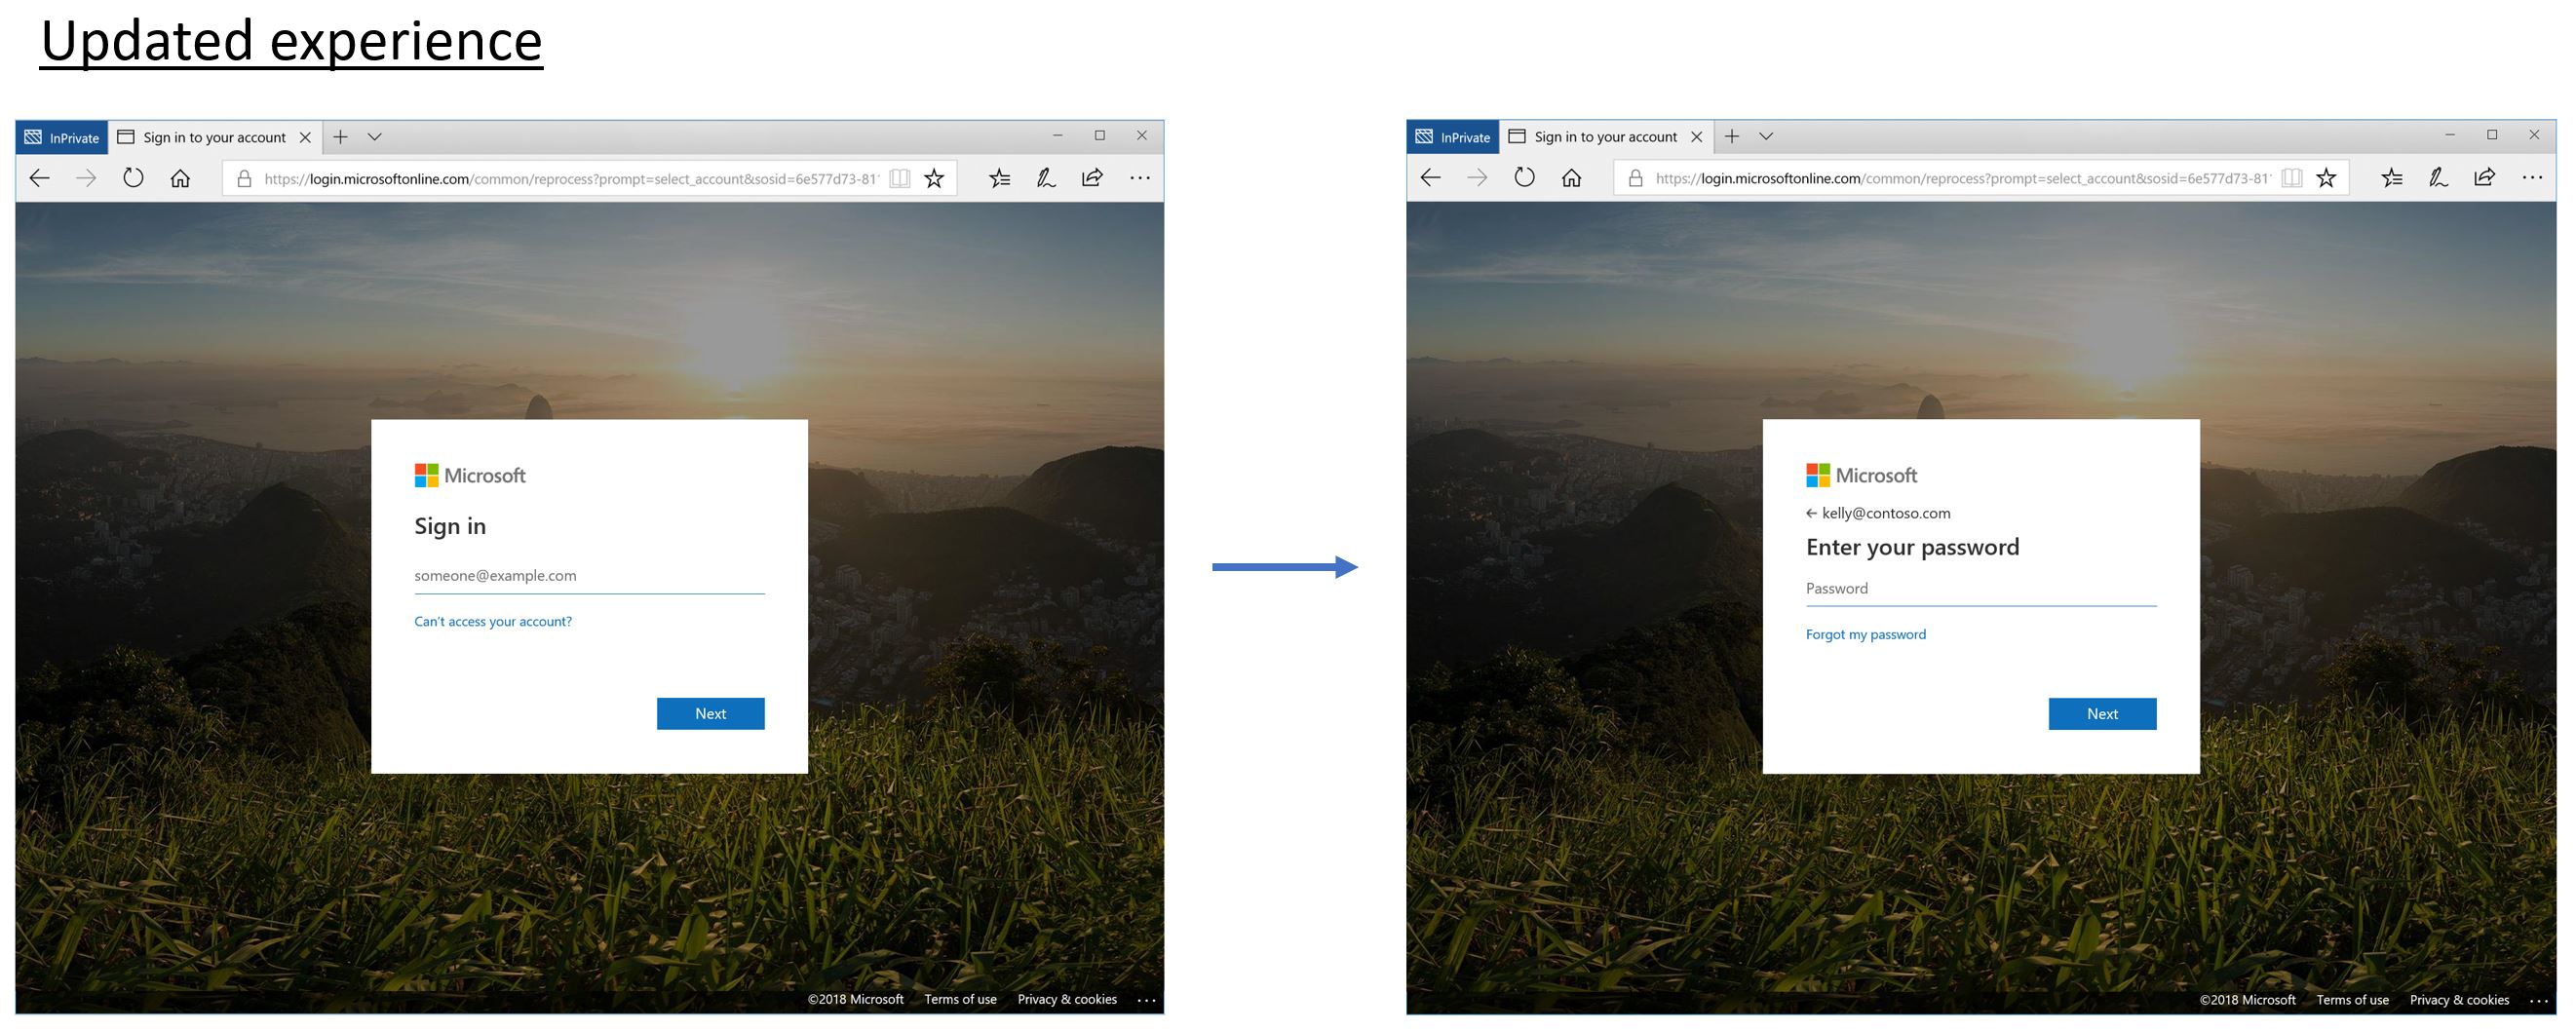 Updated experience
InPrivate
Sign in to your account
https://login.microsoftonline.com/common/reprocess?prompt=select_account&sosid=6e577d73-81
Microsoft
Sign in
someone@example.com
Can't access your account?
Next
©2018 Microsoft Terms of use Privacy & cookies ...
InPrivate
Sign in to your account
https://login.microsoftonline.com/common/reprocess?prompt=select_account&sosid=6e577d73-81
Microsoft
← kelly@contoso.com
Enter your password
Password
Forgot my password
Next
©2018 Microsoft Terms of use Privacy & cookies ...